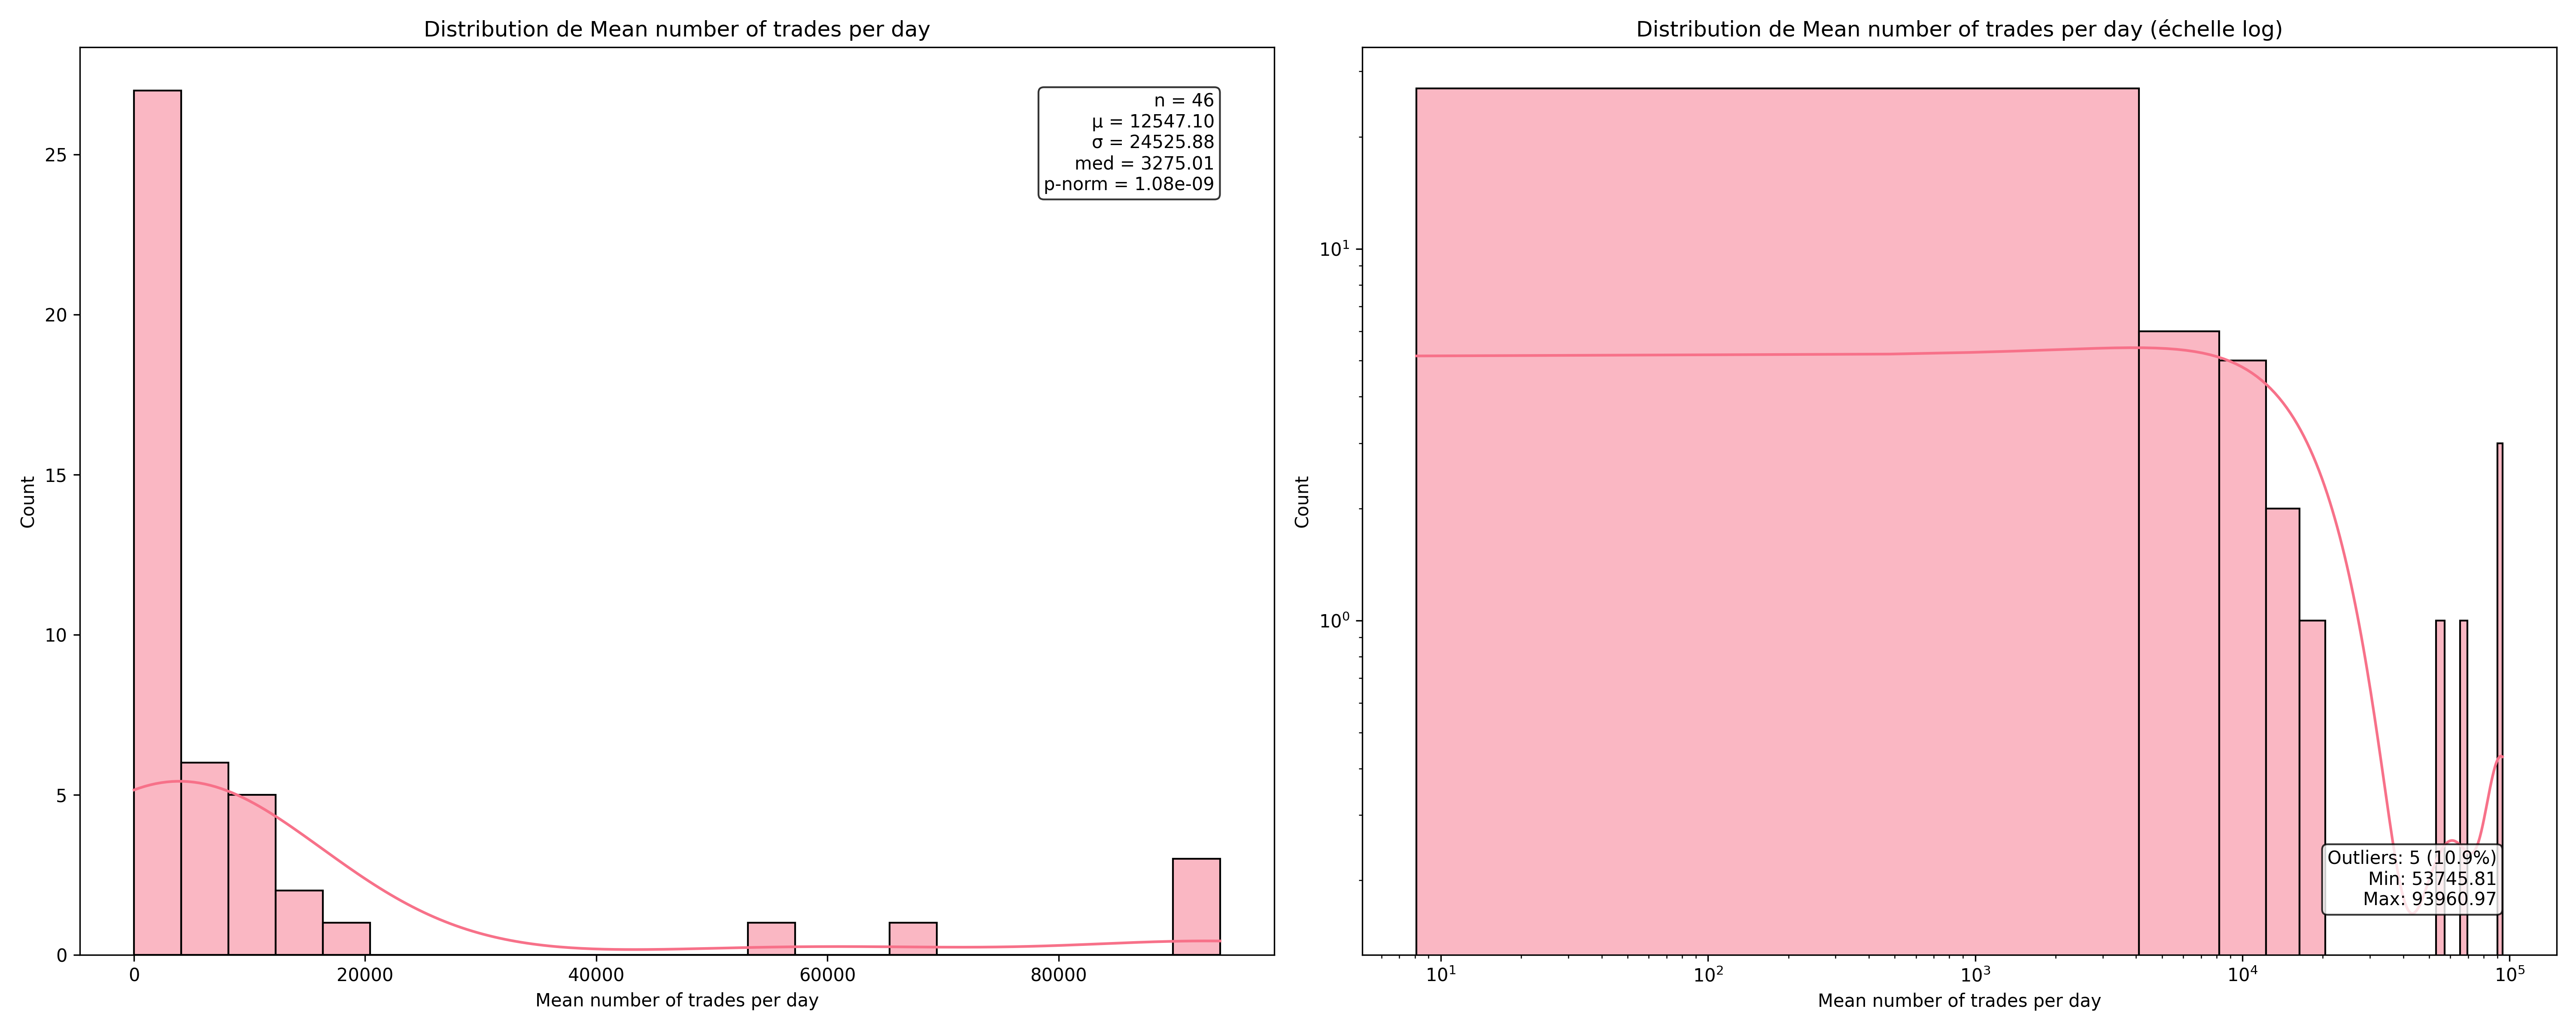 Distribution de Mean number of trades per day
25
20
15
10
5
0
Count
n = 46
μ = 12547.10
σ = 24525.88
med = 3275.01
p-norm = 1.08e-09
0 20000 40000 60000 80000
Mean number of trades per day
Distribution de Mean number of trades per day (échelle log)
10¹
10⁰
Count
Outliers: 5 (10.9%)
Min: 53745.81
Max: 93960.97
10¹ 10² 10³ 10⁴ 10⁵
Mean number of trades per day